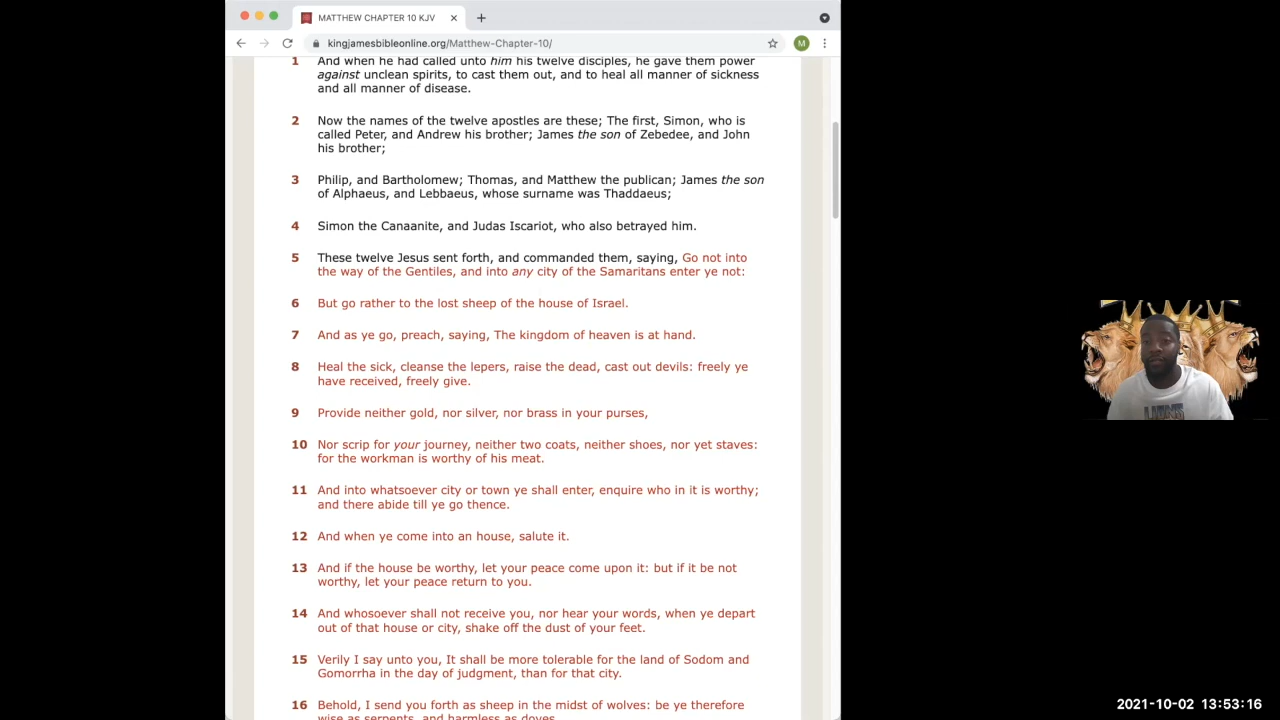 MATTHEW CHAPTER 10 KJV
kingjamesbibleonline.org/Matthew-Chapter-10/
M
1 And when he had called unto him his twelve disciples, he gave them power
against unclean spirits, to cast them out, and to heal all manner of sickness
and all manner of disease.
2 Now the names of the twelve apostles are these; The first, Simon, who is
called Peter, and Andrew his brother; James the son of Zebedee, and John
his brother;
3 Philip, and Bartholomew; Thomas, and Matthew the publican; James the son
of Alphaeus, and Lebbaeus, whose surname was Thaddaeus;
4 Simon the Canaanite, and Judas Iscariot, who also betrayed him.
5 These twelve Jesus sent forth, and commanded them, saying, Go not into
the way of the Gentiles, and into any city of the Samaritans enter ye not:
6 But go rather to the lost sheep of the house of Israel.
7 And as ye go, preach, saying, The kingdom of heaven is at hand.
8 Heal the sick, cleanse the lepers, raise the dead, cast out devils: freely ye
have received, freely give.
9 Provide neither gold, nor silver, nor brass in your purses,
10 Nor scrip for your journey, neither two coats, neither shoes, nor yet staves:
for the workman is worthy of his meat.
11 And into whatsoever city or town ye shall enter, enquire who in it is worthy;
and there abide till ye go thence.
12 And when ye come into an house, salute it.
13 And if the house be worthy, let your peace come upon it: but if it be not
worthy, let your peace return to you.
14 And whosoever shall not receive you, nor hear your words, when ye depart
out of that house or city, shake off the dust of your feet.
15 Verily I say unto you, It shall be more tolerable for the land of Sodom and
Gomorrha in the day of judgment, than for that city.
16 Behold, I send you forth as sheep in the midst of wolves: be ye therefore
wise as serpents, and harmless as doves.
2021-10-02 13:53:16